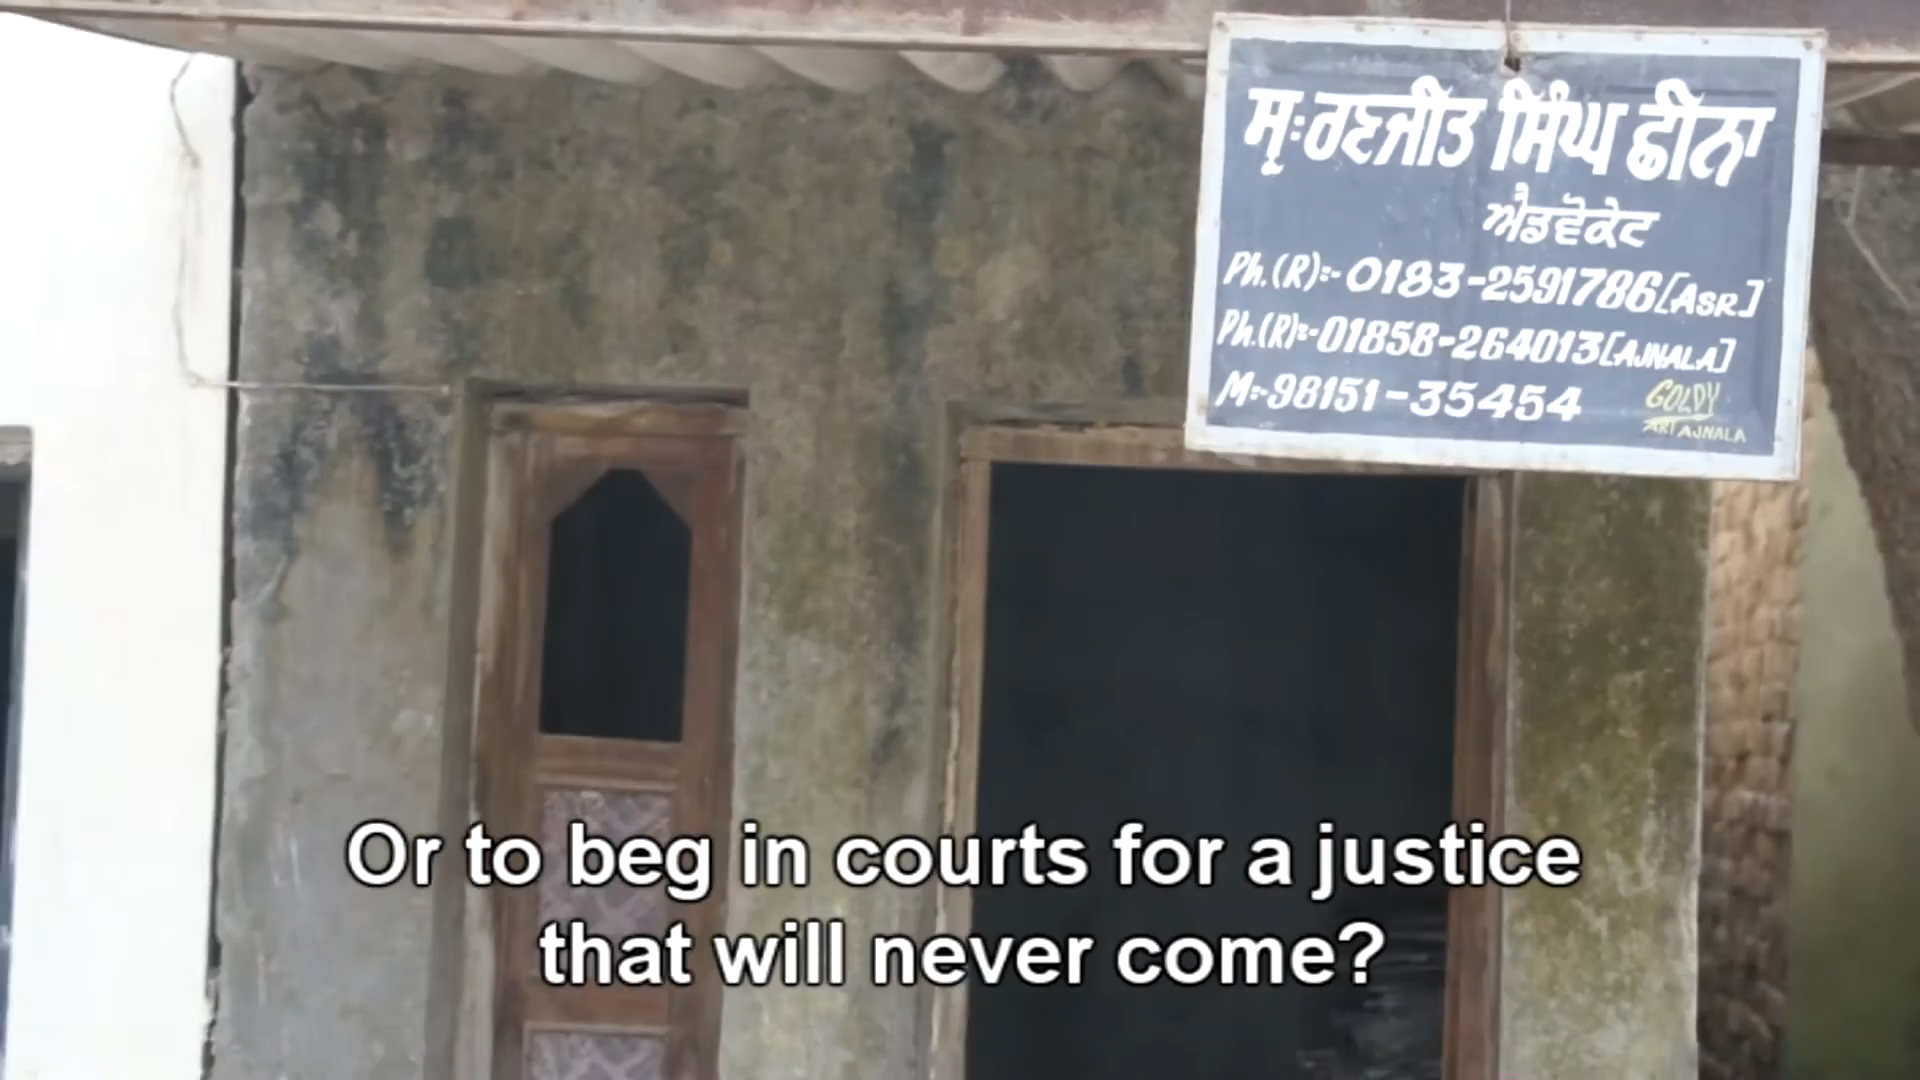 ਸ੍ਰ: ਰਣਜੀਤ ਸਿੰਘ ਛੀਨਾ
ਐਡਵੋਕੇਟ
Ph.(R):- 0183-2591786[ASR.]
Ph.(R):- 01858-264013[AJNALA]
M:- 98151-35454
GOLDY
ART AJNALA
Or to beg in courts for a justice
that will never come?